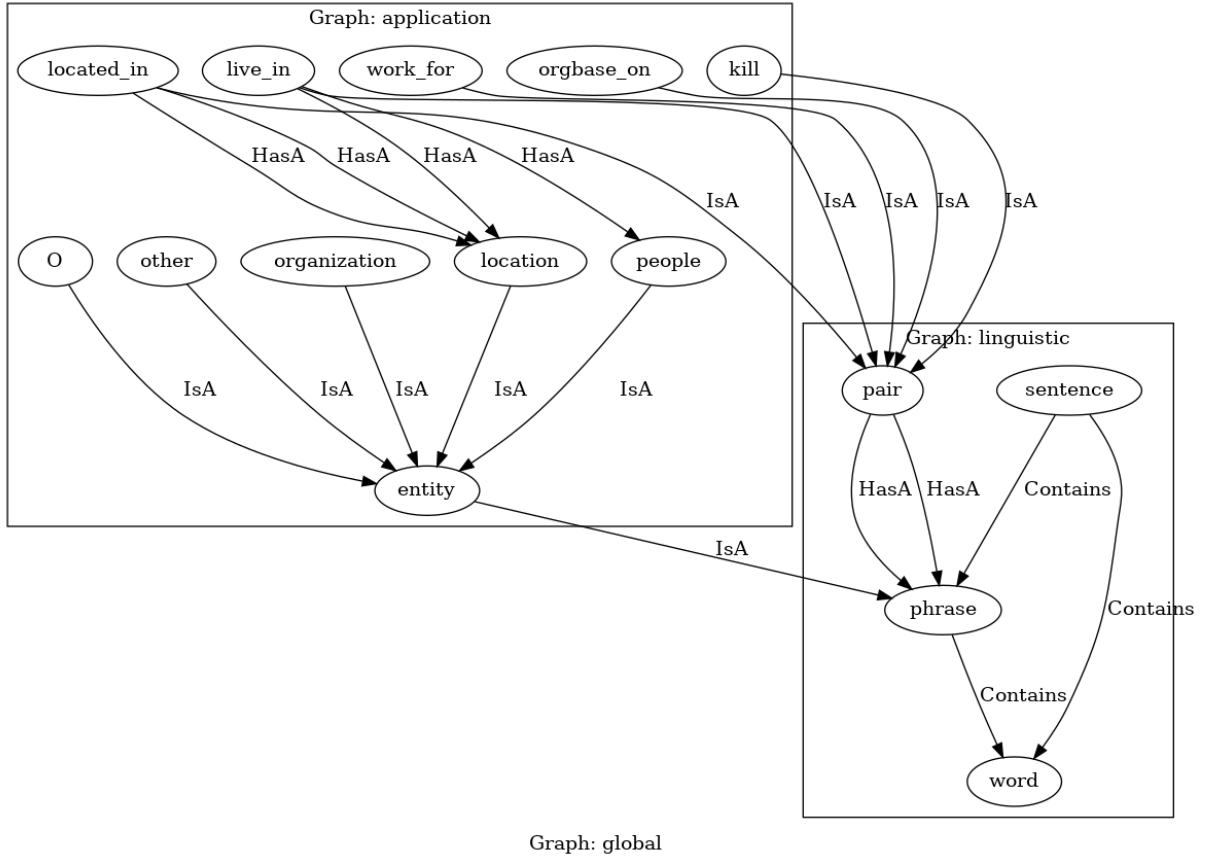 Graph: application
located_in
live_in
work_for
orgbase_on
kill
HasA
HasA
HasA
HasA
IsA
IsA
IsA
IsA
IsA
O
other
organization
location
people
Graph: linguistic
IsA
IsA
IsA
IsA
IsA
pair
sentence
entity
HasA
HasA
Contains
IsA
phrase
Contains
Contains
word
Graph: global